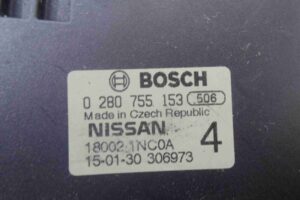 BOSCH
0 280 755 153 506
Made in Czech Republic
NISSAN 4
18002 1NC0A
15-01-30 306973